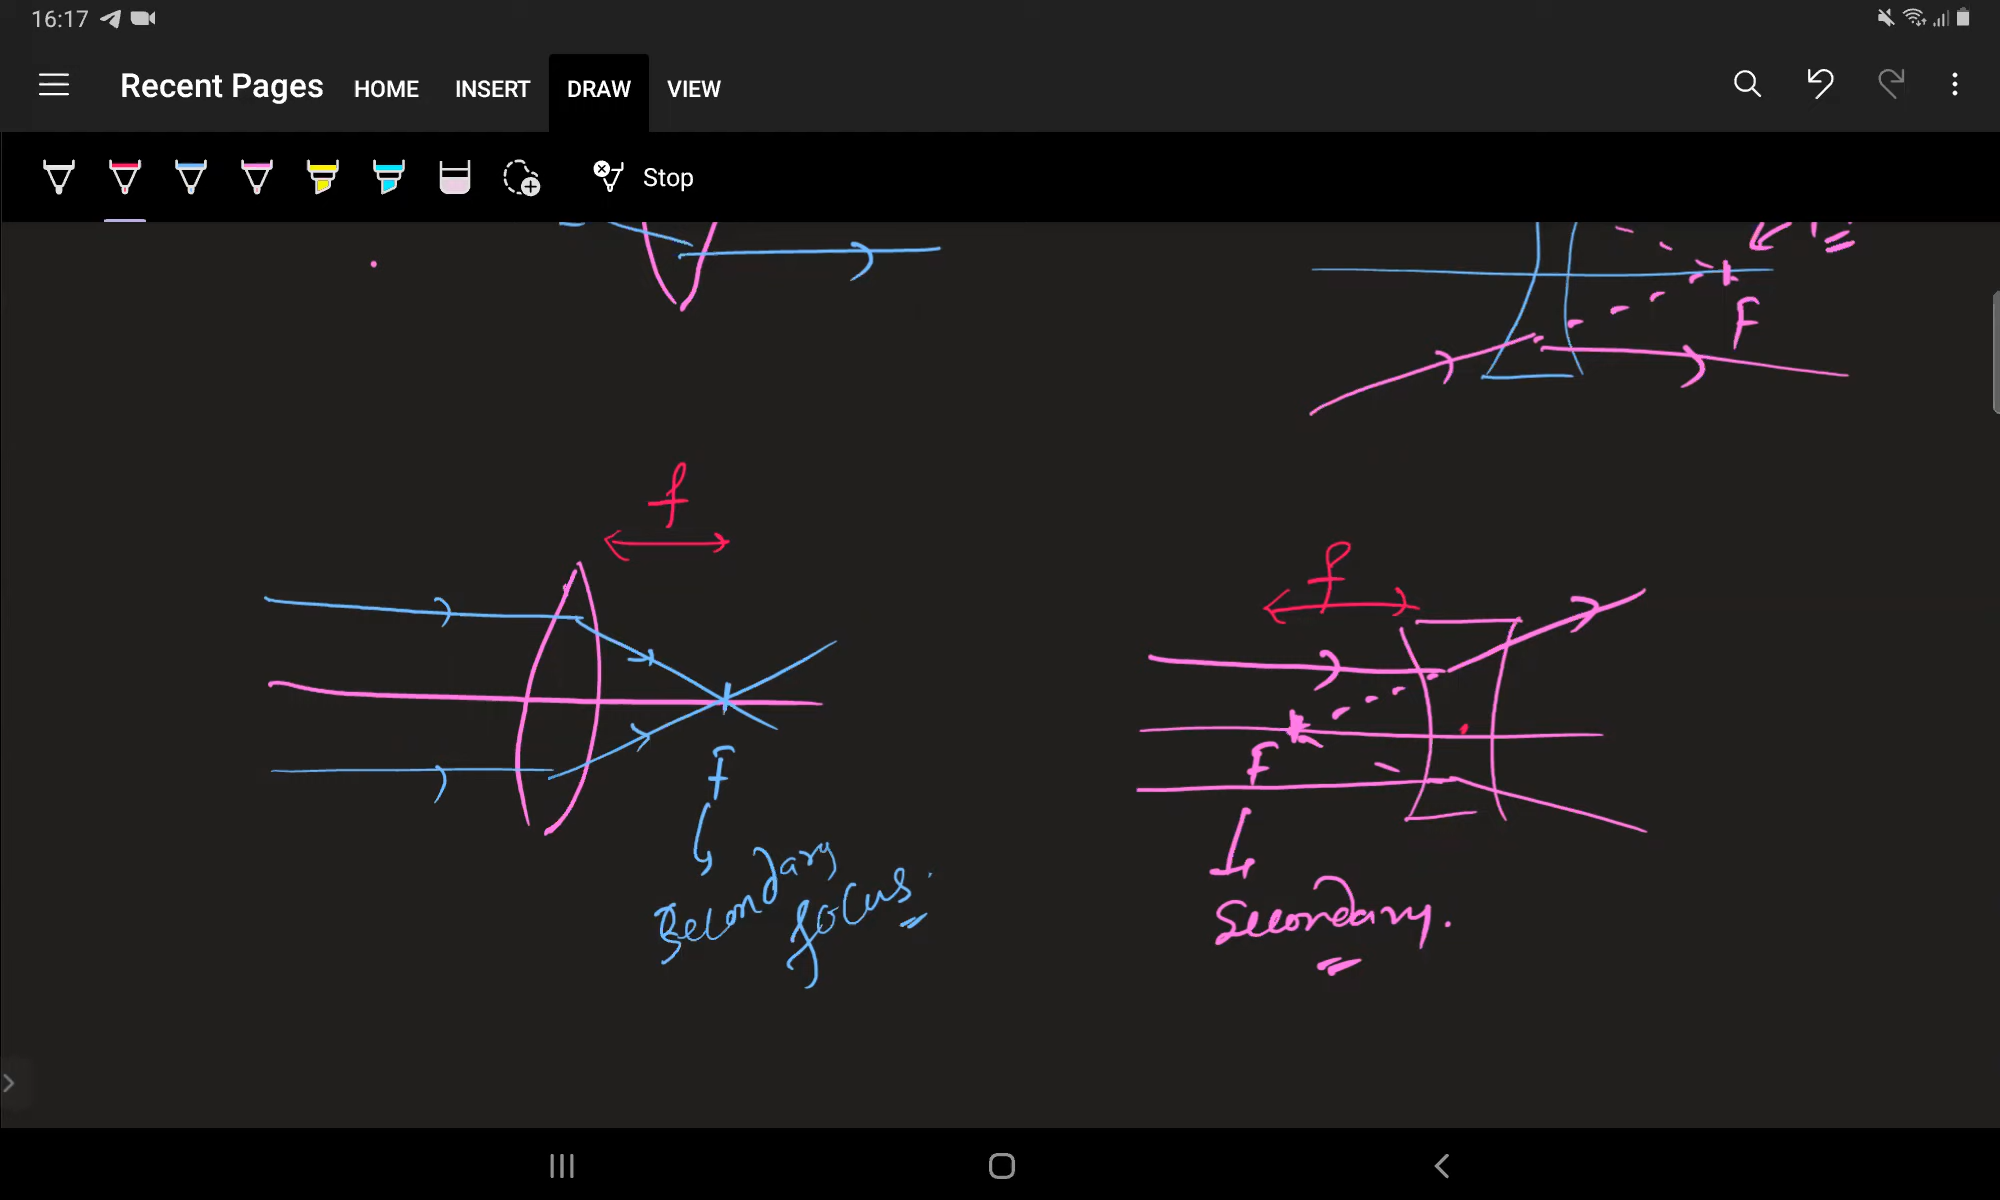 16:17
Recent Pages HOME INSERT DRAW VIEW
Stop
F
f
f
F
F
Secondary
focus.
Secondary.